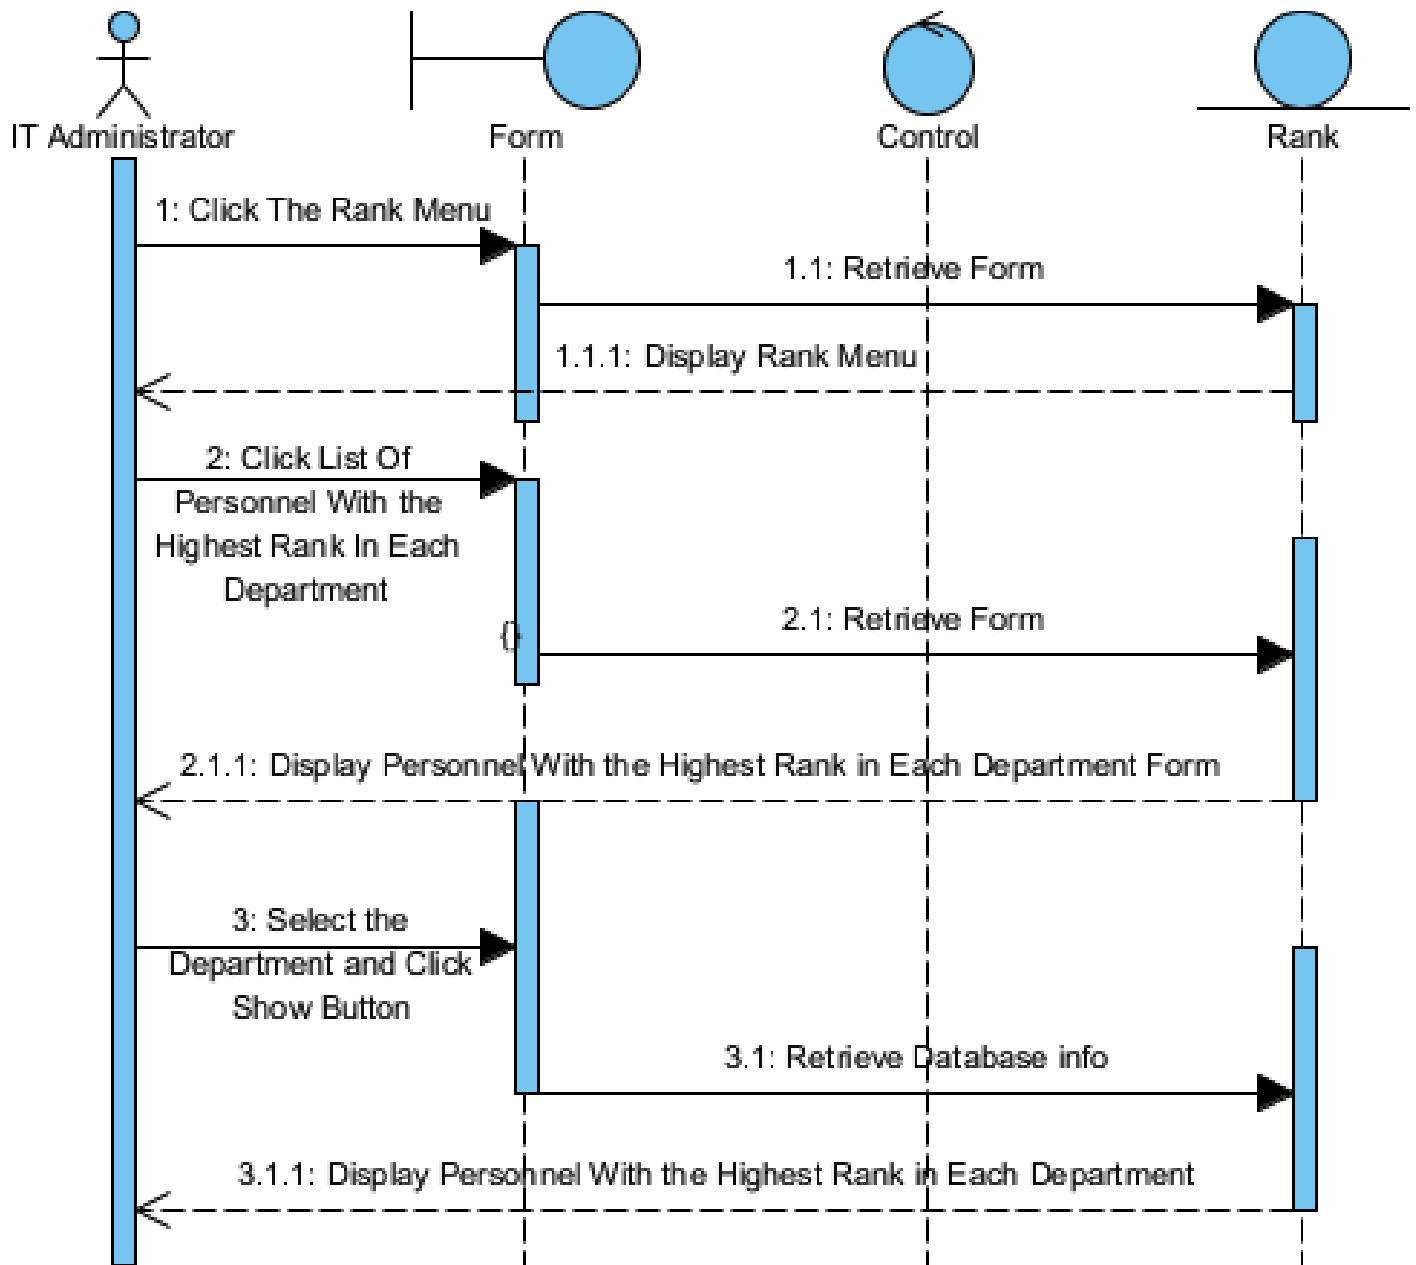 IT Administrator
Form
Control
Rank
1: Click The Rank Menu
1.1: Retrieve Form
1.1.1: Display Rank Menu
2: Click List Of
Personnel With the
Highest Rank In Each
Department
{}
2.1: Retrieve Form
2.1.1: Display Personnel With the Highest Rank in Each Department Form
3: Select the
Department and Click
Show Button
3.1: Retrieve Database info
3.1.1: Display Personnel With the Highest Rank in Each Department